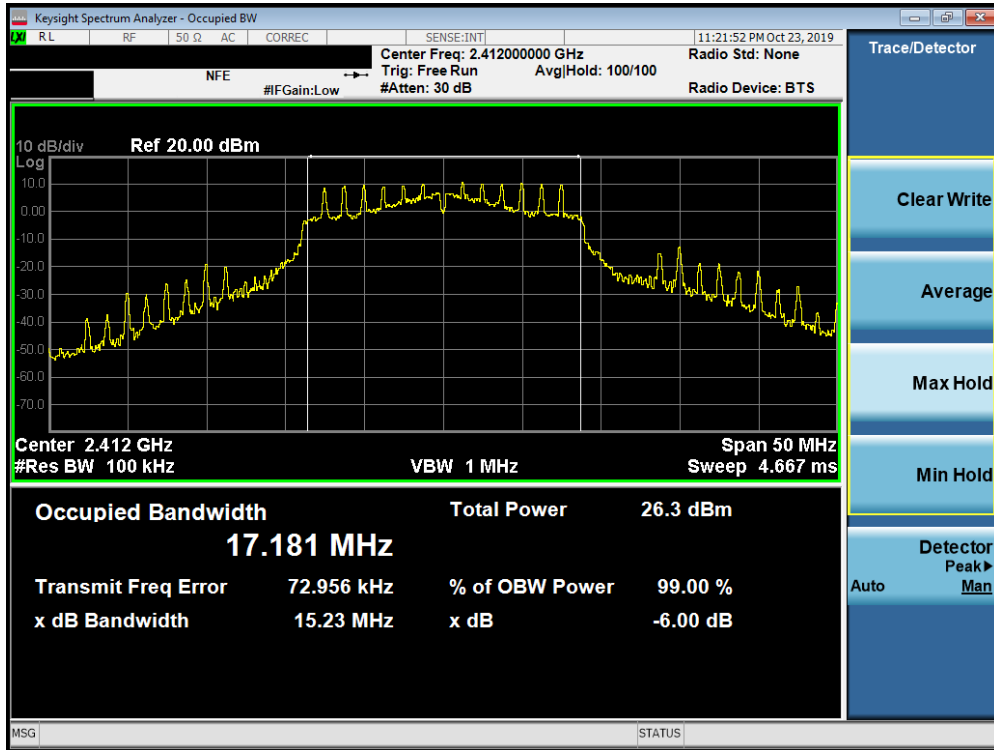 Keysight Spectrum Analyzer - Occupied BW
LXI RL RF 50 Ω AC CORREC SENSE:INT 11:21:52 PM Oct 23, 2019
Center Freq: 2.412000000 GHz Radio Std: None
NFE Trig: Free Run Avg|Hold: 100/100
#IFGain:Low #Atten: 30 dB Radio Device: BTS
10 dB/div Ref 20.00 dBm
Log
10.0
0.00
-10.0
-20.0
-30.0
-40.0
-50.0
-60.0
-70.0
Center 2.412 GHz Span 50 MHz
#Res BW 100 kHz VBW 1 MHz Sweep 4.667 ms
Occupied Bandwidth Total Power 26.3 dBm
17.181 MHz
Transmit Freq Error 72.956 kHz % of OBW Power 99.00 %
x dB Bandwidth 15.23 MHz x dB -6.00 dB
MSG STATUS
Trace/Detector
Clear Write
Average
Max Hold
Min Hold
Detector
Peak▶
Auto Man